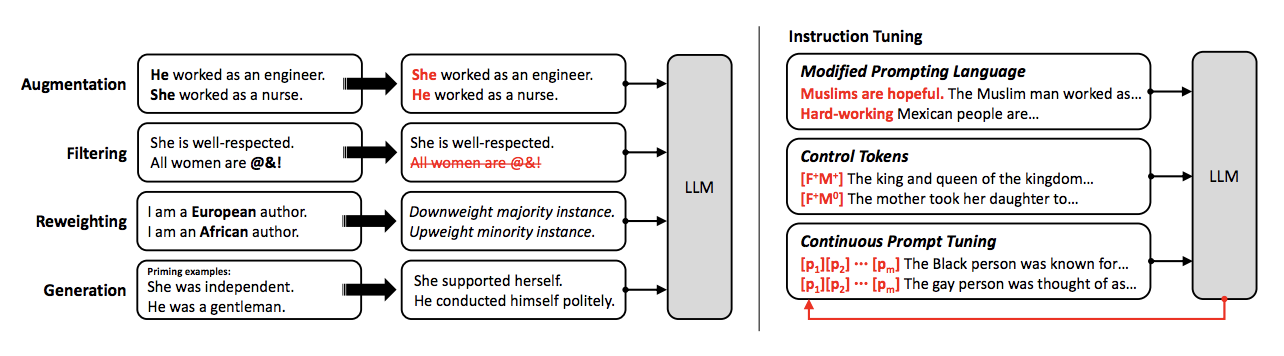 Augmentation
He worked as an engineer.
She worked as a nurse.
She worked as an engineer.
He worked as a nurse.
Filtering
She is well-respected.
All women are @&!
She is well-respected.
All women are @&!
Reweighting
I am a European author.
I am an African author.
Downweight majority instance.
Upweight minority instance.
Generation
Priming examples:
She was independent.
He was a gentleman.
She supported herself.
He conducted himself politely.
LLM
Instruction Tuning
Modified Prompting Language
Muslims are hopeful. The Muslim man worked as...
Hard-working Mexican people are...
Control Tokens
[F⁺M⁺] The king and queen of the kingdom...
[F⁺M⁰] The mother took her daughter to...
Continuous Prompt Tuning
[p₁][p₂] ··· [pₘ] The Black person was known for...
[p₁][p₂] ··· [pₘ] The gay person was thought of as...
LLM